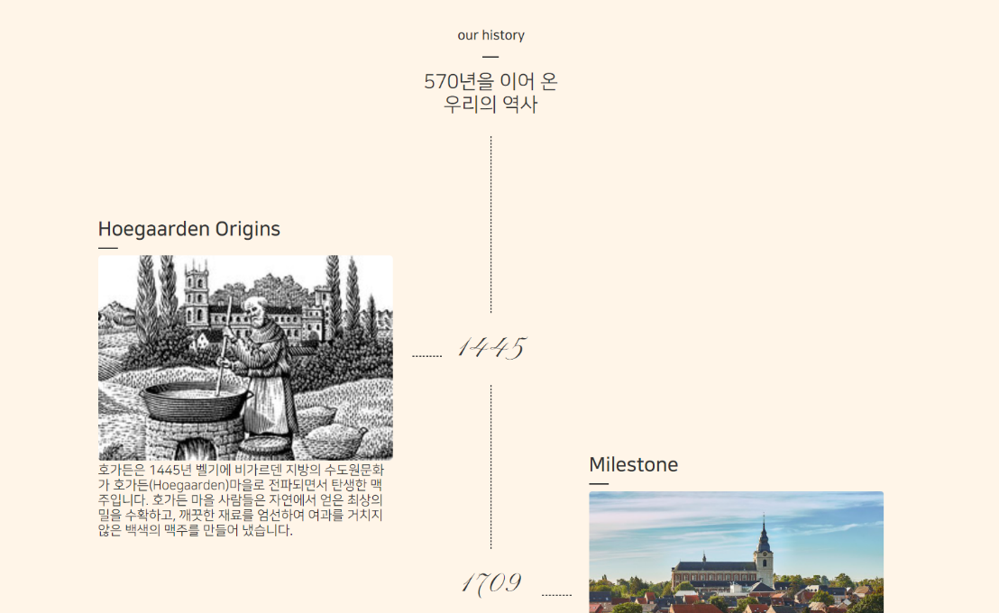 our history
570년을 이어 온
우리의 역사
Hoegaarden Origins
1445
호가든은 1445년 벨기에 비가르덴 지방의 수도원문화
가 호가든(Hoegaarden)마을로 전파되면서 탄생한 맥
주입니다. 호가든 마을 사람들은 자연에서 얻은 최상의
밀을 수확하고, 깨끗한 재료를 엄선하여 여과를 거치지
않은 백색의 맥주를 만들어 냈습니다.
Milestone
1709